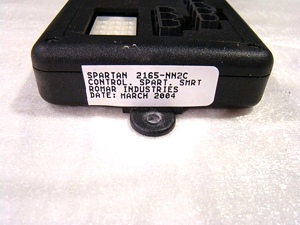 SPARTAN 2165-NN2C
CONTROL, SPART, SMRT
ROMAR INDUSTRIES
DATE: MARCH 2004